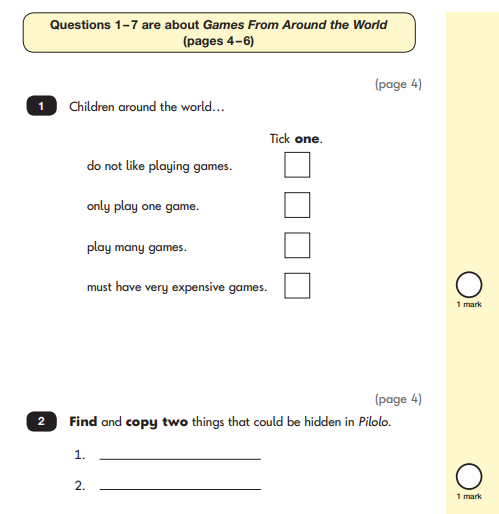 Questions 1–7 are about Games From Around the World
(pages 4–6)
(page 4)
1 Children around the world…
Tick one.
do not like playing games.
only play one game.
play many games.
must have very expensive games.
1 mark
(page 4)
2 Find and copy two things that could be hidden in Pilolo.
1.
2.
1 mark